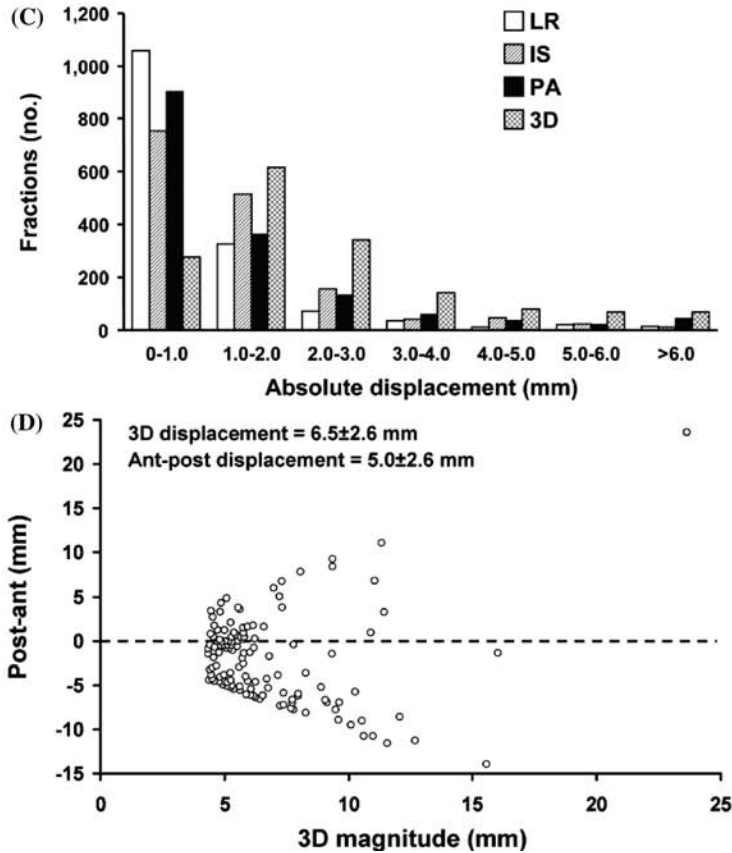 (C)
1,200
1,000
800
600
400
200
0
Fractions (no.)
LR
IS
PA
3D
0-1.0 1.0-2.0 2.0-3.0 3.0-4.0 4.0-5.0 5.0-6.0 >6.0
Absolute displacement (mm)
(D)
25
20
15
10
5
0
-5
-10
-15
Post-ant (mm)
3D displacement = 6.5±2.6 mm
Ant-post displacement = 5.0±2.6 mm
0 5 10 15 20 25
3D magnitude (mm)